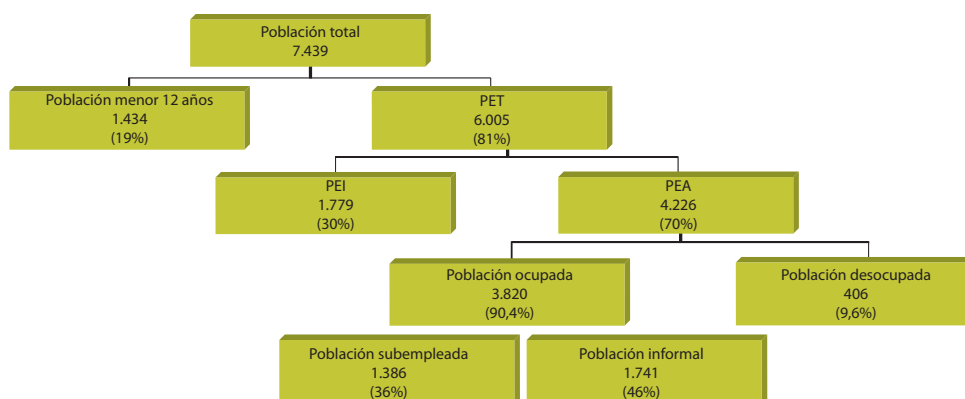 Población total
7.439
Población menor 12 años
1.434
(19%)
PET
6.005
(81%)
PEI
1.779
(30%)
PEA
4.226
(70%)
Población ocupada
3.820
(90,4%)
Población desocupada
406
(9,6%)
Población subempleada
1.386
(36%)
Población informal
1.741
(46%)